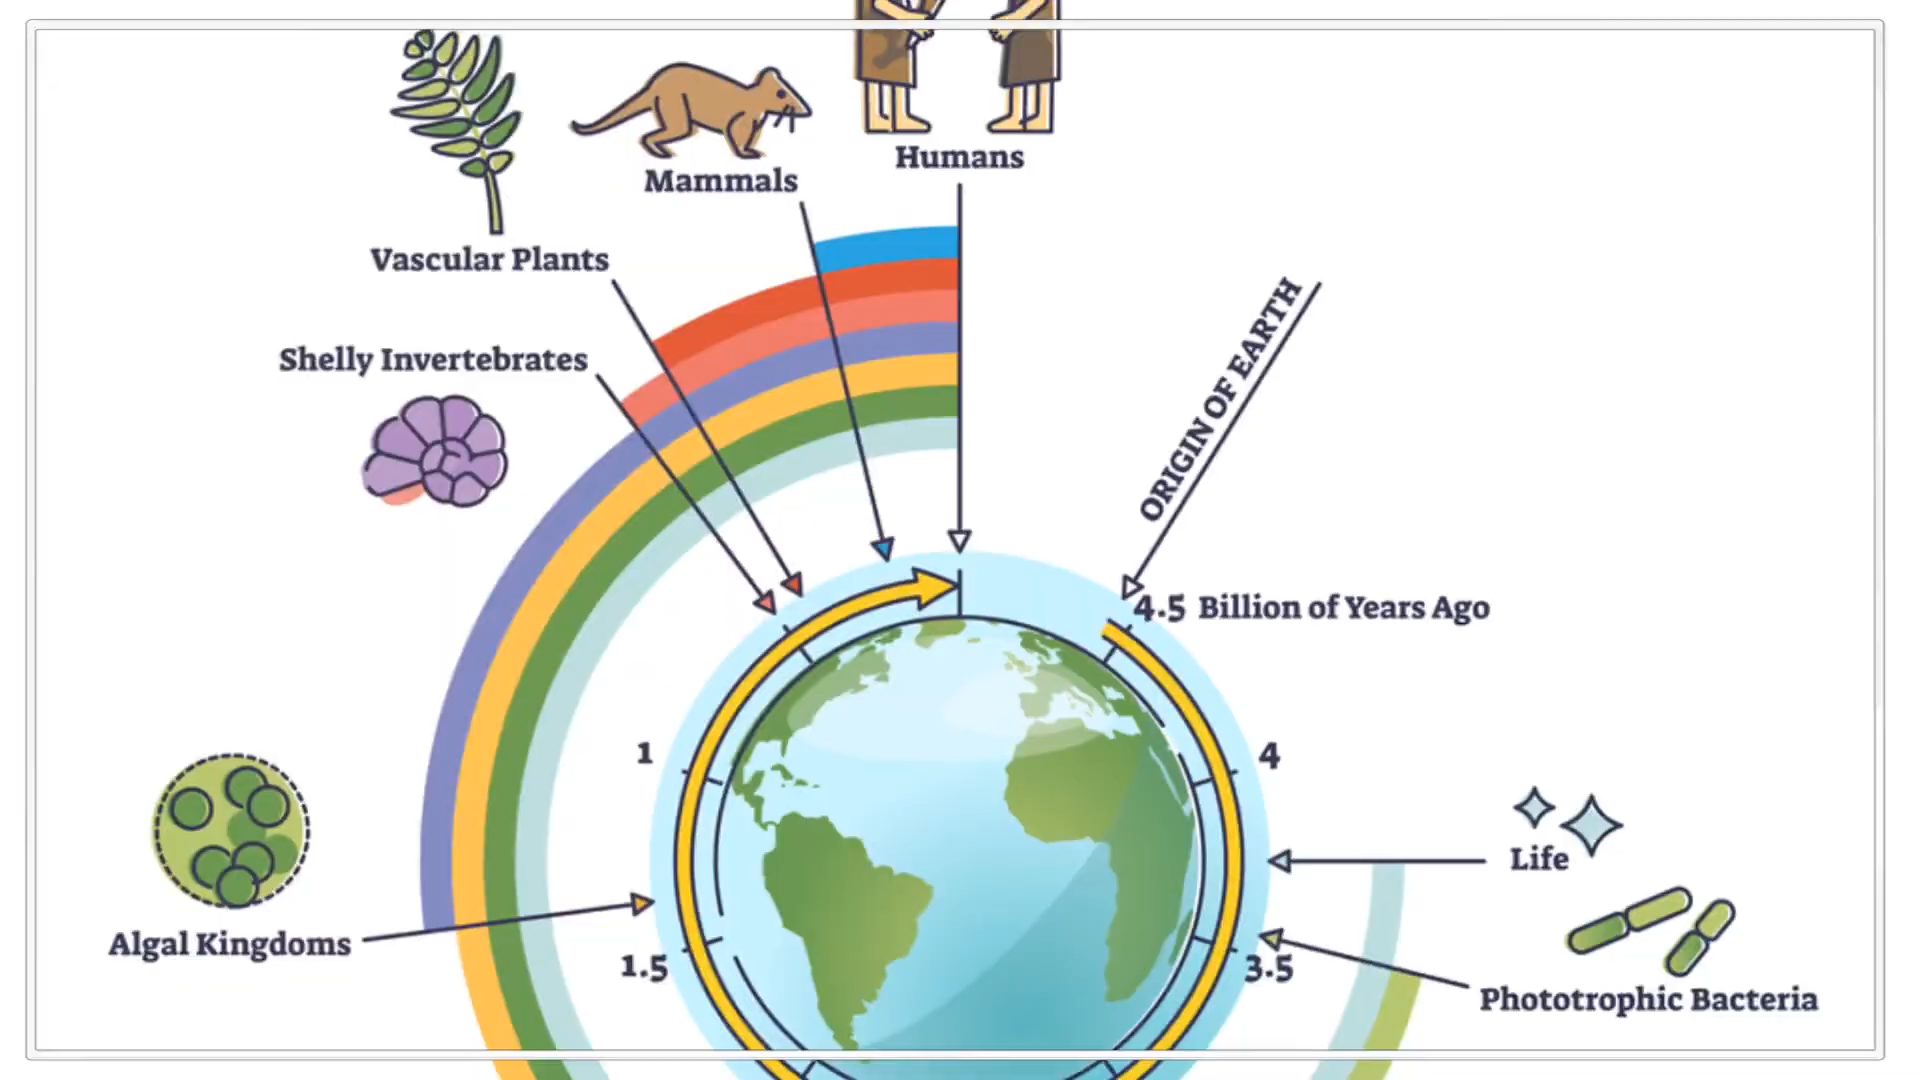 Humans
Mammals
Vascular Plants
Shelly Invertebrates
ORIGIN OF EARTH
4.5 Billion of Years Ago
1
4
Life
Algal Kingdoms
1.5
3.5
Phototrophic Bacteria